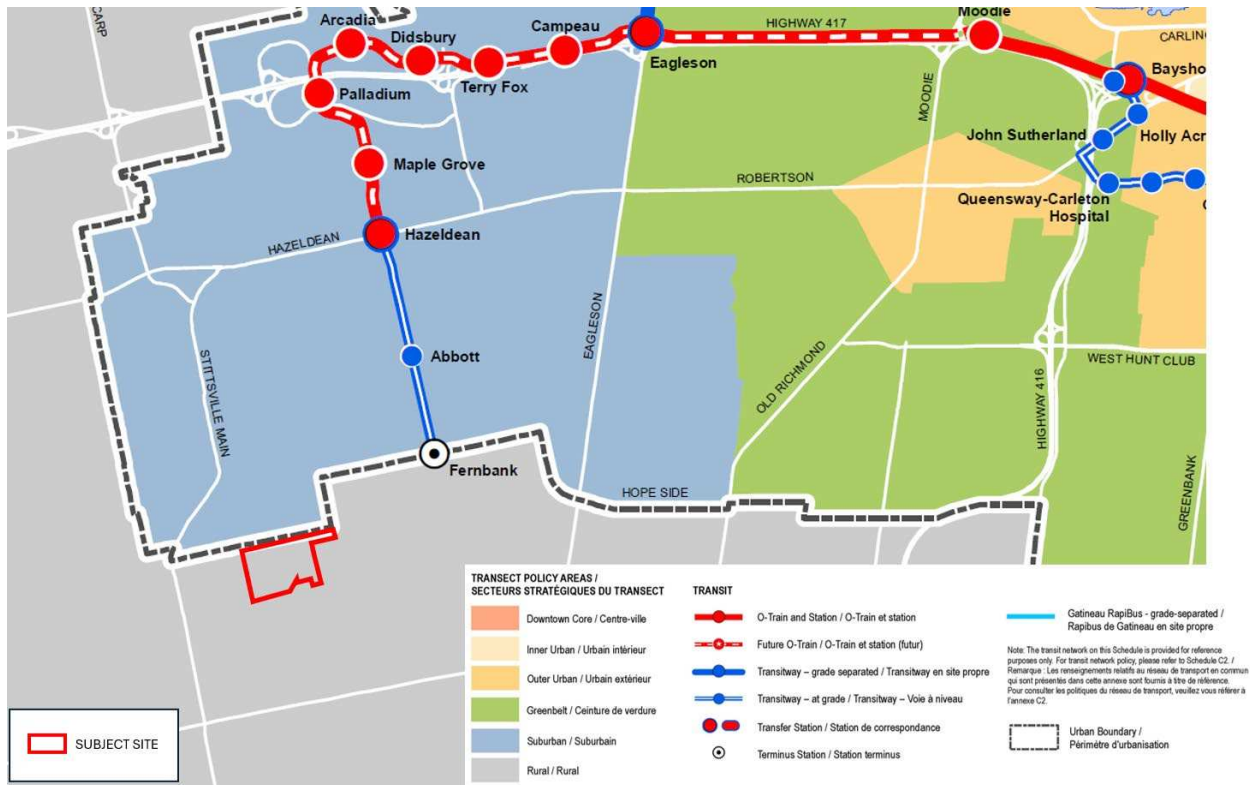 CARP
Arcadia
Didsbury
Campeau
HIGHWAY 417
Moodie
CARLING
Terry Fox
Eagleson
Baysho
Palladium
MOODIE
John Sutherland
Holly Acr
Maple Grove
ROBERTSON
Queensway-Carleton
Hospital
HAZELDEAN
Hazeldean
STITTSVILLE MAIN
Abbott
EAGLESON
OLD RICHMOND
WEST HUNT CLUB
HIGHWAY 416
Fernbank
HOPE SIDE
GREENBANK
SUBJECT SITE
TRANSECT POLICY AREAS /
SECTEURS STRATÉGIQUES DU TRANSECT
Downtown Core / Centre-ville
Inner Urban / Urbain intérieur
Outer Urban / Urbain extérieur
Greenbelt / Ceinture de verdure
Suburban / Suburbain
Rural / Rural
TRANSIT
O-Train and Station / O-Train et station
Future O-Train / O-Train et station (futur)
Transitway – grade separated / Transitway en site propre
Transitway – at grade / Transitway – Voie à niveau
Transfer Station / Station de correspondance
Terminus Station / Station terminus
Gatineau RapiBus - grade-separated /
Rapibus de Gatineau en site propre
Note: The transit network on this Schedule is provided for reference
purposes only. For transit network policy, please refer to Schedule C2. /
Remarque : Les renseignements relatifs au réseau de transport en commun
qui sont présentés dans cette annexe sont fournis à titre de référence.
Pour consulter les politiques du réseau de transport, veuillez vous référer à
l'annexe C2.
Urban Boundary /
Périmètre d'urbanisation